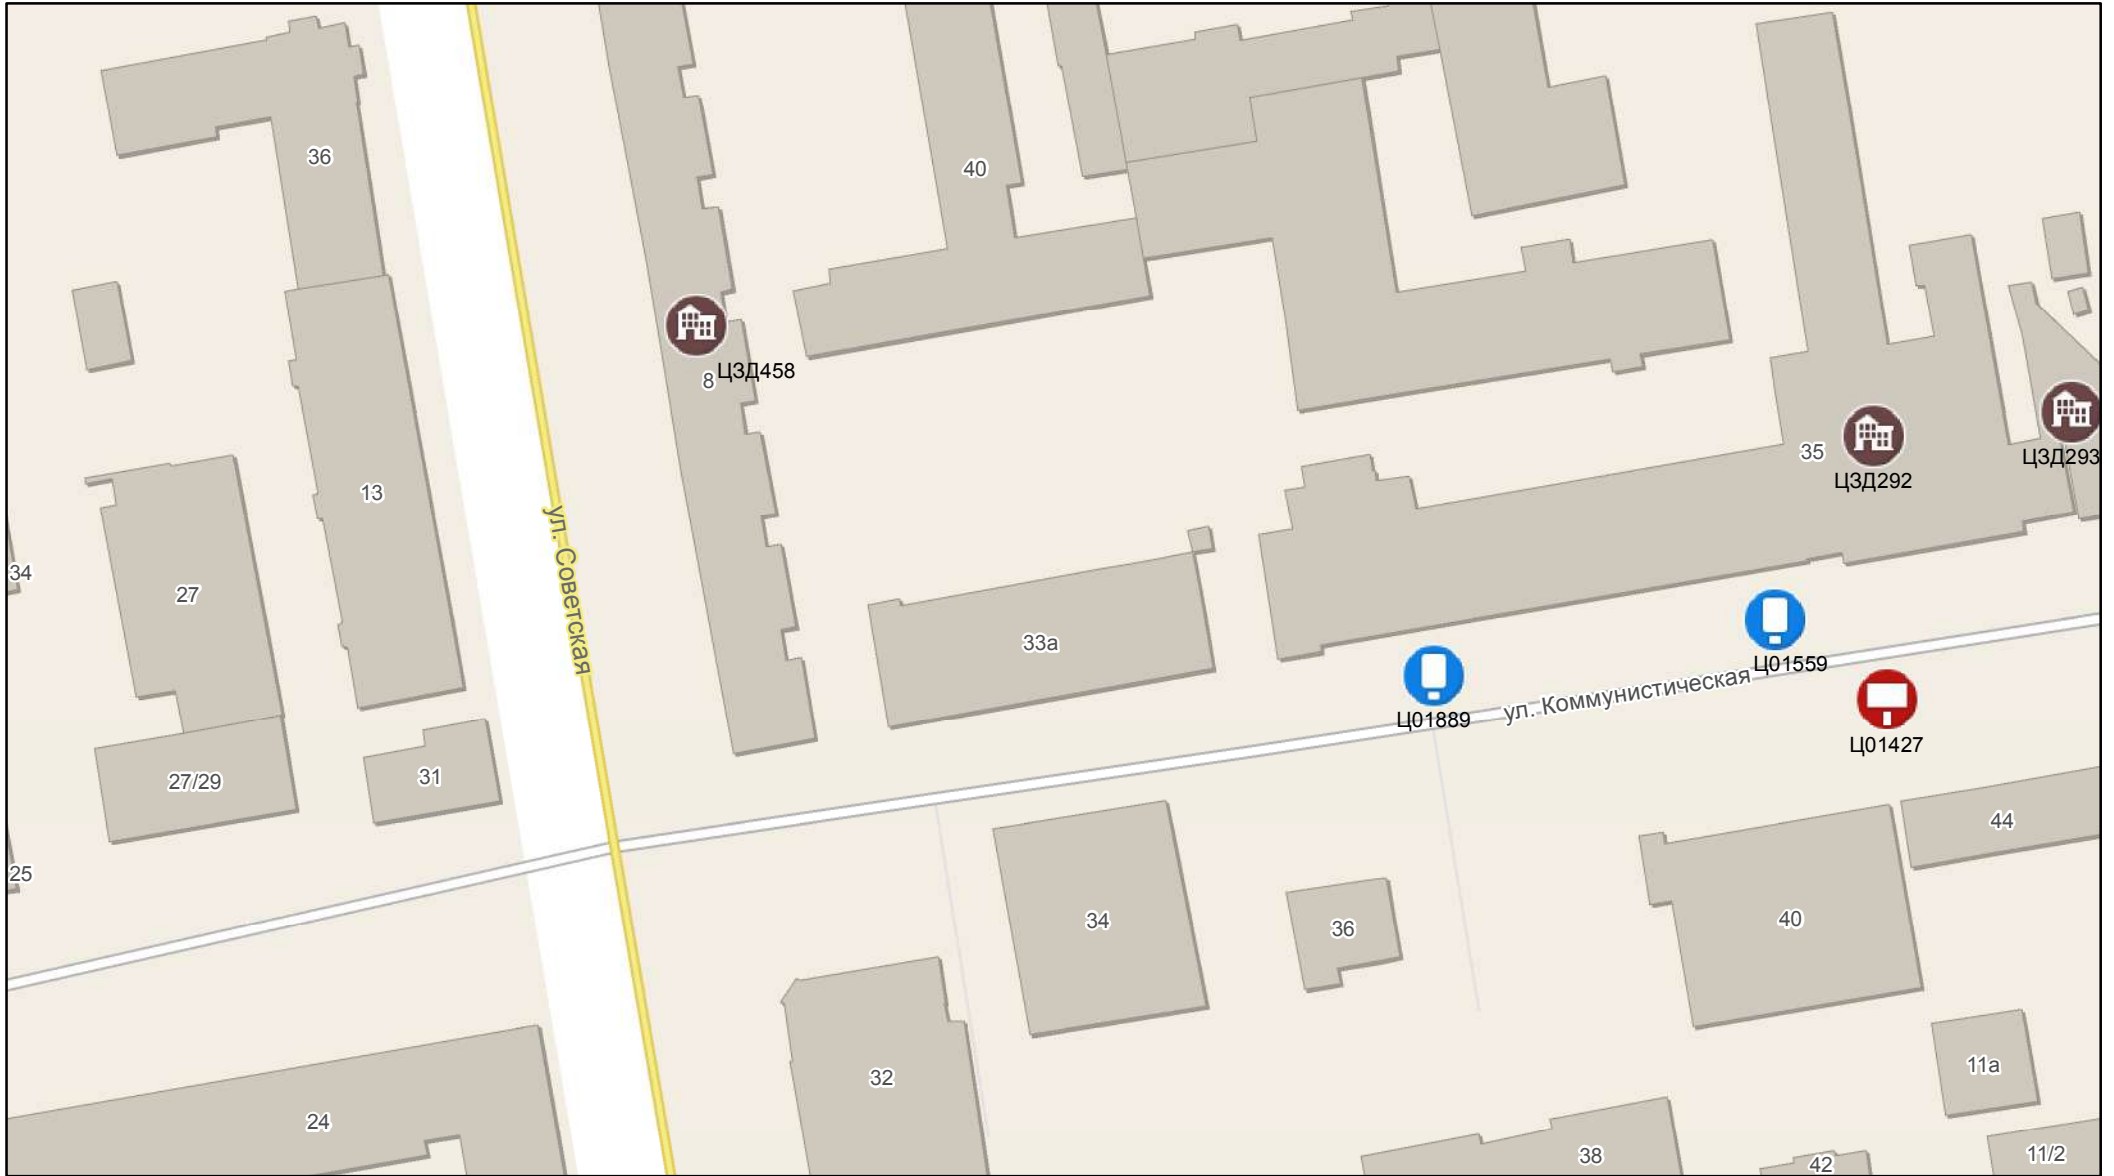 36
40
8
ЦЗД458
35
ЦЗД292
ЦЗД293
13
ул. Советская
34
27
33а
Ц01559
ул. Коммунистическая
Ц01889
Ц01427
27/29
31
44
25
34
36
40
11а
32
24
38
42
11/2